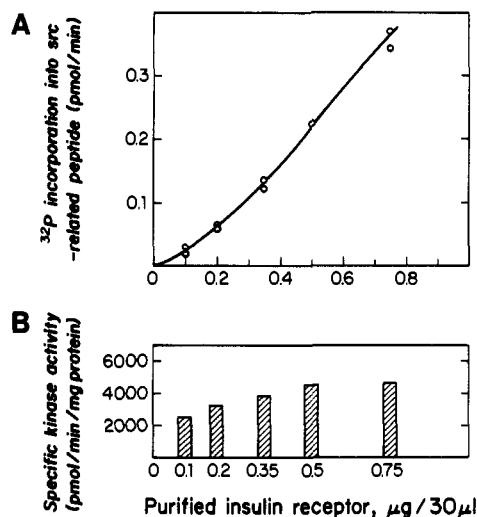 A
³²P incorporation into src
-related peptide (pmol/min)
0.3
0.2
0.1
0 0.2 0.4 0.6 0.8
B
Specific kinase activity
(pmol/min/mg protein)
6000
4000
2000
0 0.1 0.2 0.35 0.5 0.75
Purified insulin receptor, μg/30μl